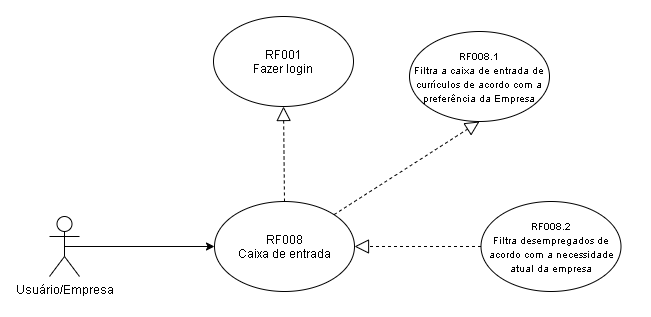 RF001
Fazer login
RF008.1
Filtra a caixa de entrada de
currículos de acordo com a
preferência da Empresa
RF008
Caixa de entrada
RF008.2
Filtra desempregados de
acordo com a necessidade
atual da empresa
Usuário/Empresa